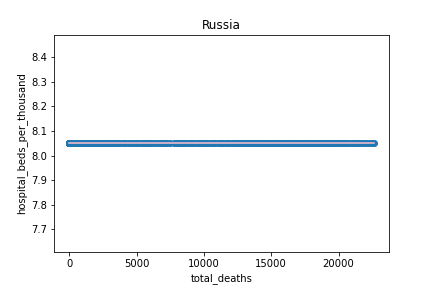 Russia
8.4
8.3
8.2
8.1
8.0
7.9
7.8
7.7
hospital_beds_per_thousand
0 5000 10000 15000 20000
total_deaths